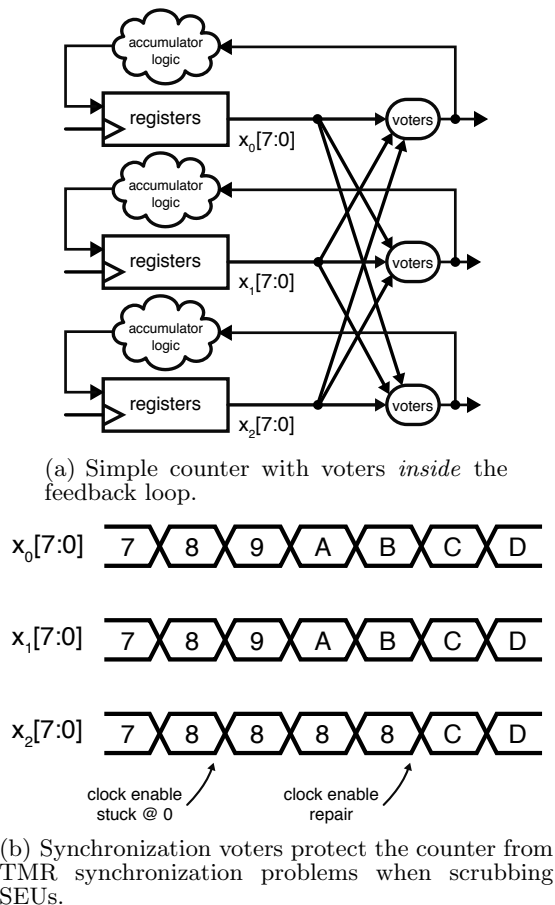 accumulator
logic
registers
voters
x0[7:0]
accumulator
logic
registers
voters
x1[7:0]
accumulator
logic
registers
voters
x2[7:0]
(a) Simple counter with voters inside the
feedback loop.
x0[7:0] 7 8 9 A B C D
x1[7:0] 7 8 9 A B C D
x2[7:0] 7 8 8 8 8 C D
clock enable
stuck @ 0
clock enable
repair
(b) Synchronization voters protect the counter from
TMR synchronization problems when scrubbing
SEUs.